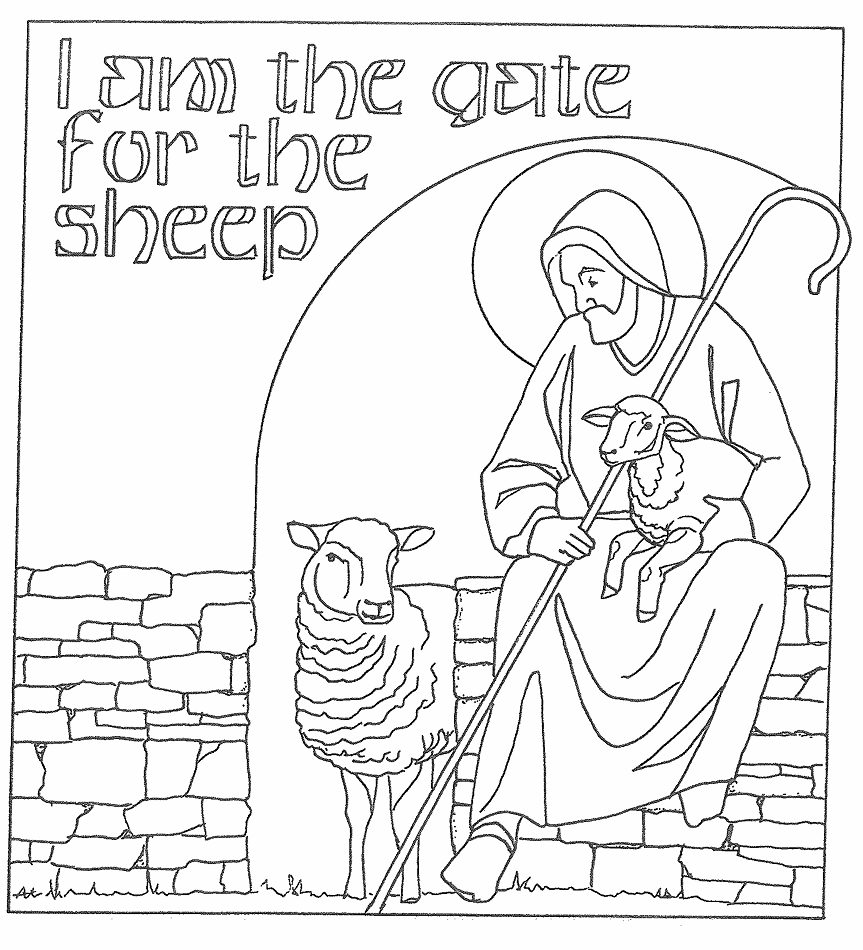 I am the gate
for the
sheep